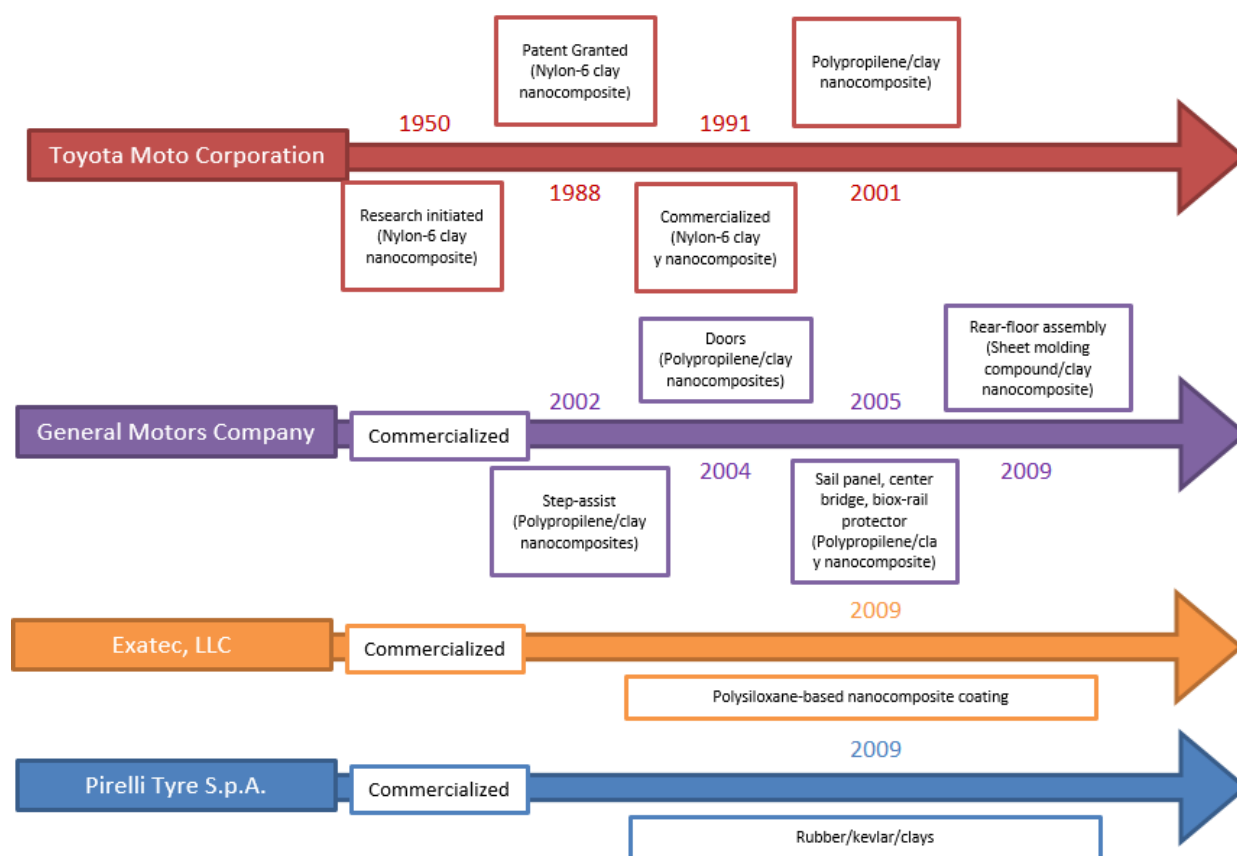 Patent Granted
(Nylon-6 clay
nanocomposite)
Polypropilene/clay
nanocomposite)
1950
1991
Toyota Moto Corporation
1988
2001
Research initiated
(Nylon-6 clay
nanocomposite)
Commercialized
(Nylon-6 clay
y nanocomposite)
Doors
(Polypropilene/clay
nanocomposites)
Rear-floor assembly
(Sheet molding
compound/clay
nanocomposite)
2002
2005
General Motors Company
Commercialized
2004
2009
Step-assist
(Polypropilene/clay
nanocomposites)
Sail panel, center
bridge, biox-rail
protector
(Polypropilene/cla
y nanocomposite)
2009
Exatec, LLC
Commercialized
Polysiloxane-based nanocomposite coating
2009
Pirelli Tyre S.p.A.
Commercialized
Rubber/kevlar/clays